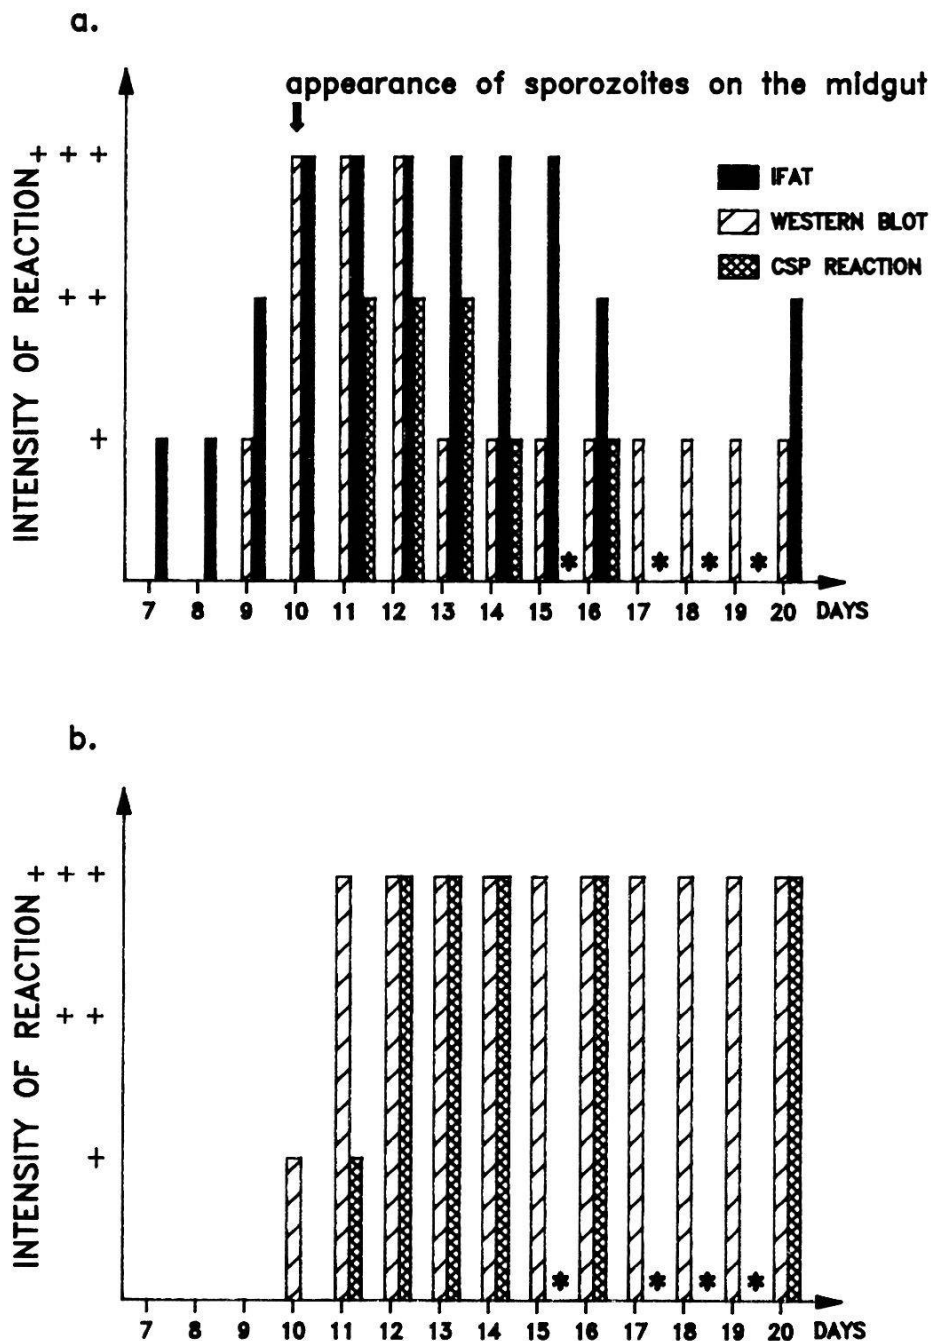 a.
appearance of sporozoites on the midgut
INTENSITY OF REACTION
+ + +
+ +
+
IFAT
WESTERN BLOT
CSP REACTION
* * * *
7 8 9 10 11 12 13 14 15 16 17 18 19 20 DAYS
b.
INTENSITY OF REACTION
+ + +
+ +
+
* * * *
7 8 9 10 11 12 13 14 15 16 17 18 19 20 DAYS